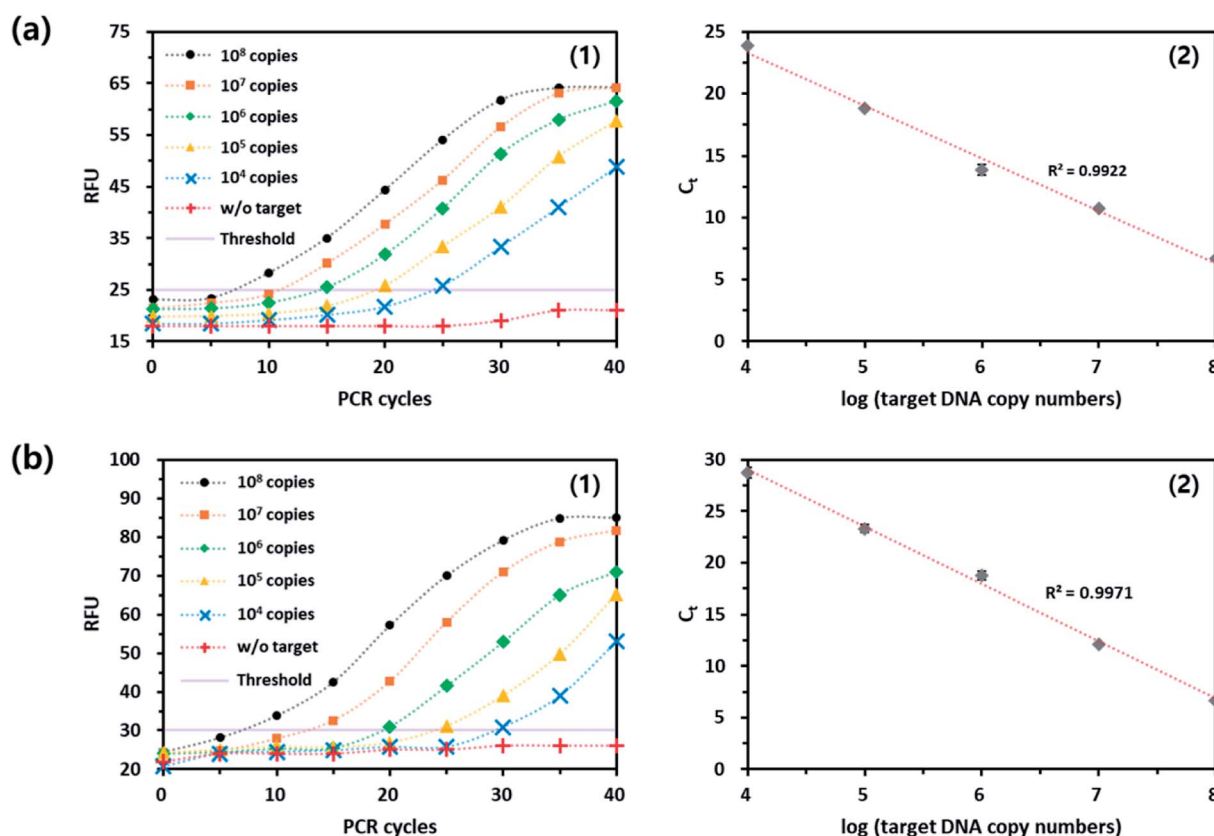 (a)
75
65
55
45
35
25
15
RFU
10⁸ copies
10⁷ copies
10⁶ copies
10⁵ copies
10⁴ copies
w/o target
Threshold
(1)
0 10 20 30 40
PCR cycles
25
20
15
10
5
0
Cₜ
(2)
R² = 0.9922
4 5 6 7 8
log (target DNA copy numbers)
(b)
100
90
80
70
60
50
40
30
20
RFU
10⁸ copies
10⁷ copies
10⁶ copies
10⁵ copies
10⁴ copies
w/o target
Threshold
(1)
0 10 20 30 40
PCR cycles
30
25
20
15
10
5
0
Cₜ
(2)
R² = 0.9971
4 5 6 7 8
log (target DNA copy numbers)